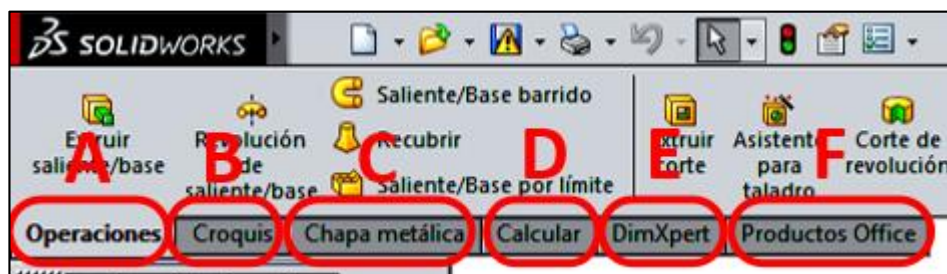 SOLIDWORKS
Extruir saliente/base
Revolución de saliente/base
Saliente/Base barrido
Recubrir
Saliente/Base por límite
Extruir corte
Asistente para taladro
Corte de revolución
A B C D E F
Operaciones Croquis Chapa metálica Calcular DimXpert Productos Office